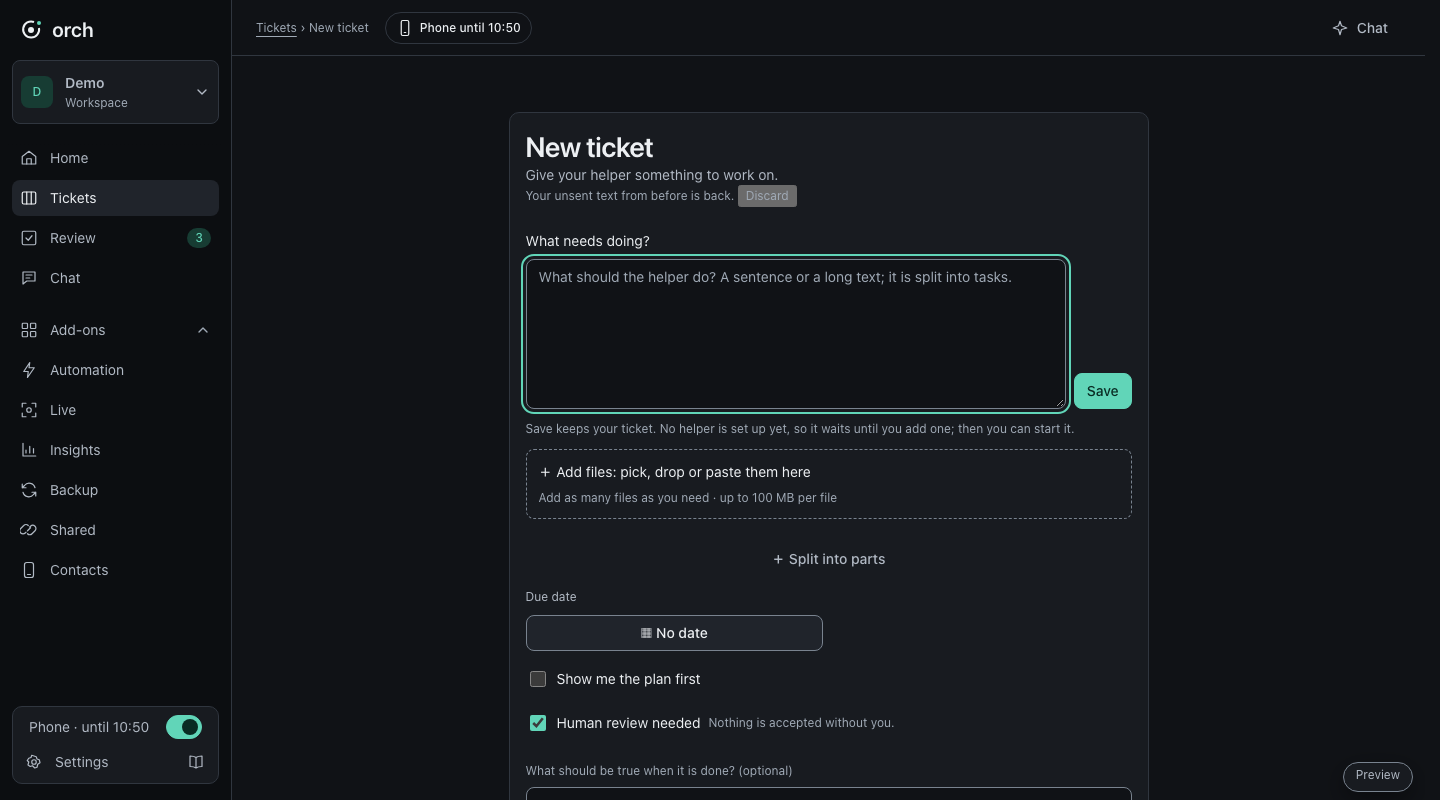 orch
Tickets › New ticket
Phone until 10:50
Chat
D
Demo
Workspace
Home
Tickets
Review
3
Chat
Add-ons
Automation
Live
Insights
Backup
Shared
Contacts
Phone · until 10:50
Settings
New ticket
Give your helper something to work on.
Your unsent text from before is back. Discard
What needs doing?
What should the helper do? A sentence or a long text; it is split into tasks.
Save
Save keeps your ticket. No helper is set up yet, so it waits until you add one; then you can start it.
+ Add files: pick, drop or paste them here
Add as many files as you need · up to 100 MB per file
+ Split into parts
Due date
No date
Show me the plan first
Human review needed Nothing is accepted without you.
What should be true when it is done? (optional)
Preview